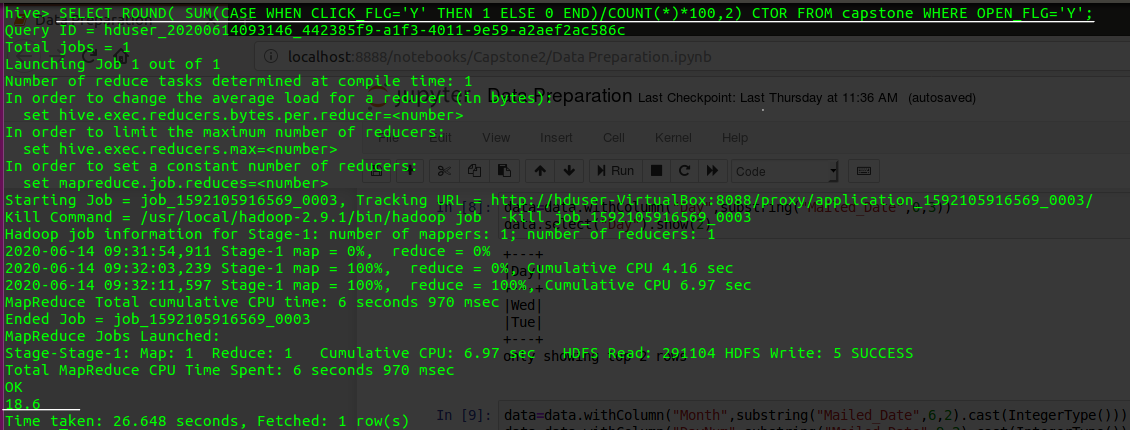 hive> SELECT ROUND( SUM(CASE WHEN CLICK_FLG='Y' THEN 1 ELSE 0 END)/COUNT(*)*100,2) CTOR FROM capstone WHERE OPEN_FLG='Y';
Query ID = hduser_20200614093146_442385f9-a1f3-4011-9e59-a2aef2ac586c
Total jobs = 1
Launching Job 1 out of 1
localhost:8888/notebooks/Capstone2/Data Preparation.ipynb
Number of reduce tasks determined at compile time: 1
In order to change the average load for a reducer (in bytes):
jupyter Data Preparation Last Checkpoint: Last Thursday at 11:36 AM (autosaved)
set hive.exec.reducers.bytes.per.reducer=<number>
In order to limit the maximum number of reducers:
Edit View Insert Cell Kernel Help
set hive.exec.reducers.max=<number>
In order to set a constant number of reducers:
Run Code
set mapreduce.job.reduces=<number>
Starting Job = job_1592105916569_0003, Tracking URL = http://hduser-VirtualBox:8088/proxy/application_1592105916569_0003/
Kill Command = /usr/local/hadoop-2.9.1/bin/hadoop job -kill job_1592105916569_0003
Hadoop job information for Stage-1: number of mappers: 1; number of reducers: 1
2020-06-14 09:31:54,911 Stage-1 map = 0%, reduce = 0%
2020-06-14 09:32:03,239 Stage-1 map = 100%, reduce = 0%, Cumulative CPU 4.16 sec
|Day|
2020-06-14 09:32:11,597 Stage-1 map = 100%, reduce = 100%, Cumulative CPU 6.97 sec
MapReduce Total cumulative CPU time: 6 seconds 970 msec
|Wed|
Ended Job = job_1592105916569_0003
|Tue|
MapReduce Jobs Launched:
+---+
Stage-Stage-1: Map: 1 Reduce: 1 Cumulative CPU: 6.97 sec HDFS Read: 291104 HDFS Write: 5 SUCCESS
Total MapReduce CPU Time Spent: 6 seconds 970 msec
OK
18.6
In [9]: data=data.withColumn("Month",substring("Mailed_Date",6,2).cast(IntegerType()))
Time taken: 26.648 seconds, Fetched: 1 row(s)